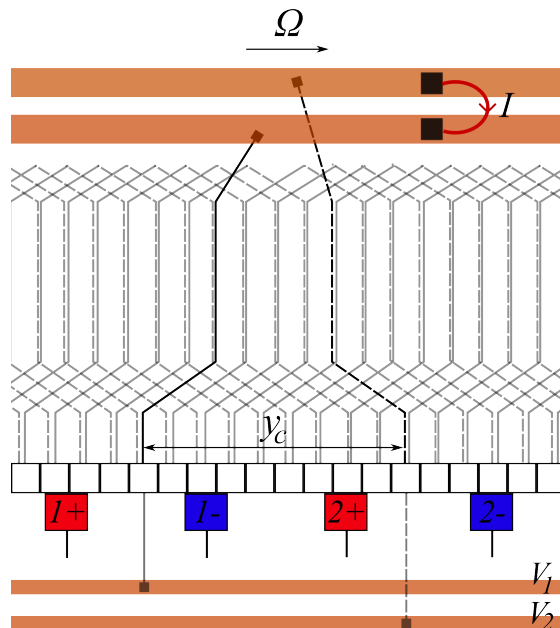 Ω
I
y_c
1+ 1- 2+ 2-
V_1
V_2